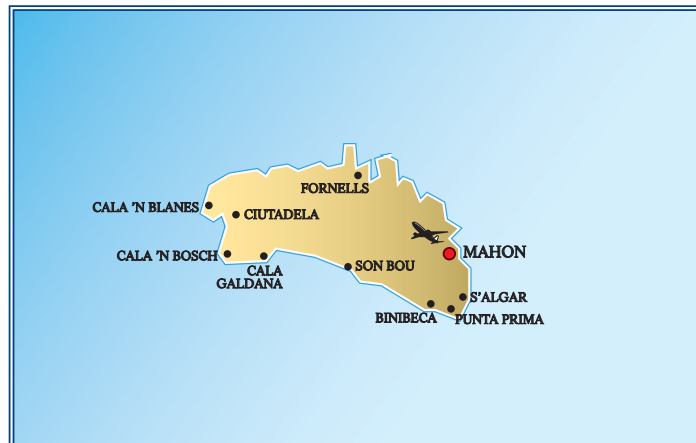 FORNELLS
CALA 'N BLANES
CIUTADELA
MAHON
CALA 'N BOSCH
CALA
GALDANA
SON BOU
S'ALGAR
BINIBECA
PUNTA PRIMA